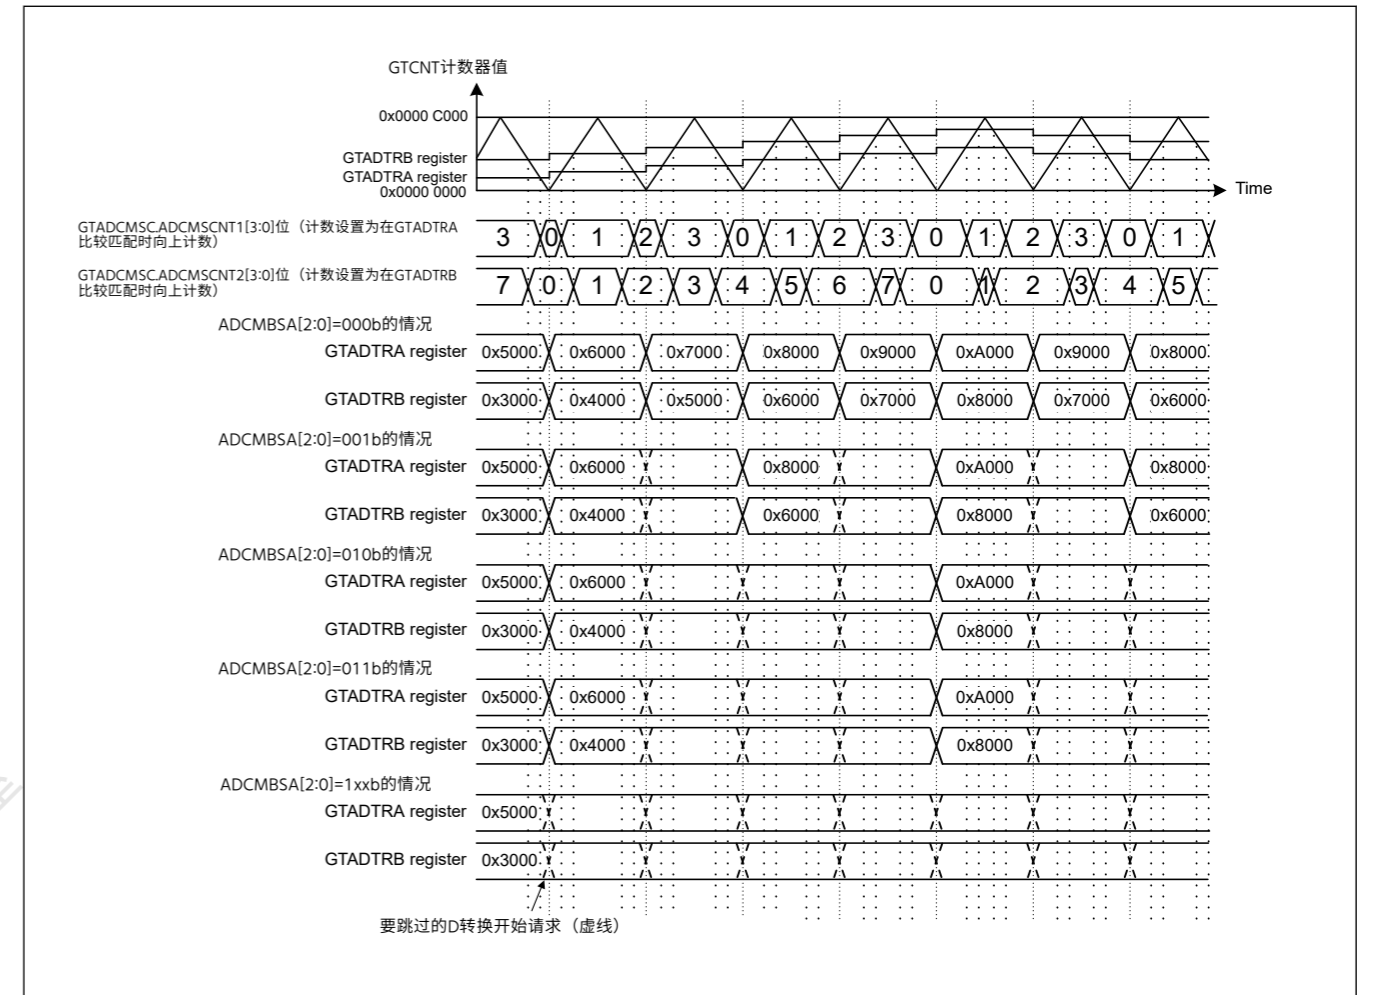 GTCNT计数器值
0x0000 C000
GTADTRB register
GTADTRA register
0x0000 0000
Time
GTADCMSC.ADCMSCNT1[3:0]位（计数设置为在GTADTRA
比较匹配时向上计数）
3 0 1 2 3 0 1 2 3 0 1 2 3 0 1
GTADCMSC.ADCMSCNT2[3:0]位（计数设置为在GTADTRB
比较匹配时向上计数）
7 0 1 2 3 4 5 6 7 0 1 2 3 4 5
ADCMBSA[2:0]=000b的情况
GTADTRA register 0x5000 0x6000 0x7000 0x8000 0x9000 0xA000 0x9000 0x8000
GTADTRB register 0x3000 0x4000 0x5000 0x6000 0x7000 0x8000 0x7000 0x6000
ADCMBSA[2:0]=001b的情况
GTADTRA register 0x5000 0x6000 0x8000 0xA000 0x8000
GTADTRB register 0x3000 0x4000 0x6000 0x8000 0x6000
ADCMBSA[2:0]=010b的情况
GTADTRA register 0x5000 0x6000 0xA000
GTADTRB register 0x3000 0x4000 0x8000
ADCMBSA[2:0]=011b的情况
GTADTRA register 0x5000 0x6000 0xA000
GTADTRB register 0x3000 0x4000 0x8000
ADCMBSA[2:0]=1xxb的情况
GTADTRA register 0x5000
GTADTRB register 0x3000
要跳过的D转换开始请求（虚线）